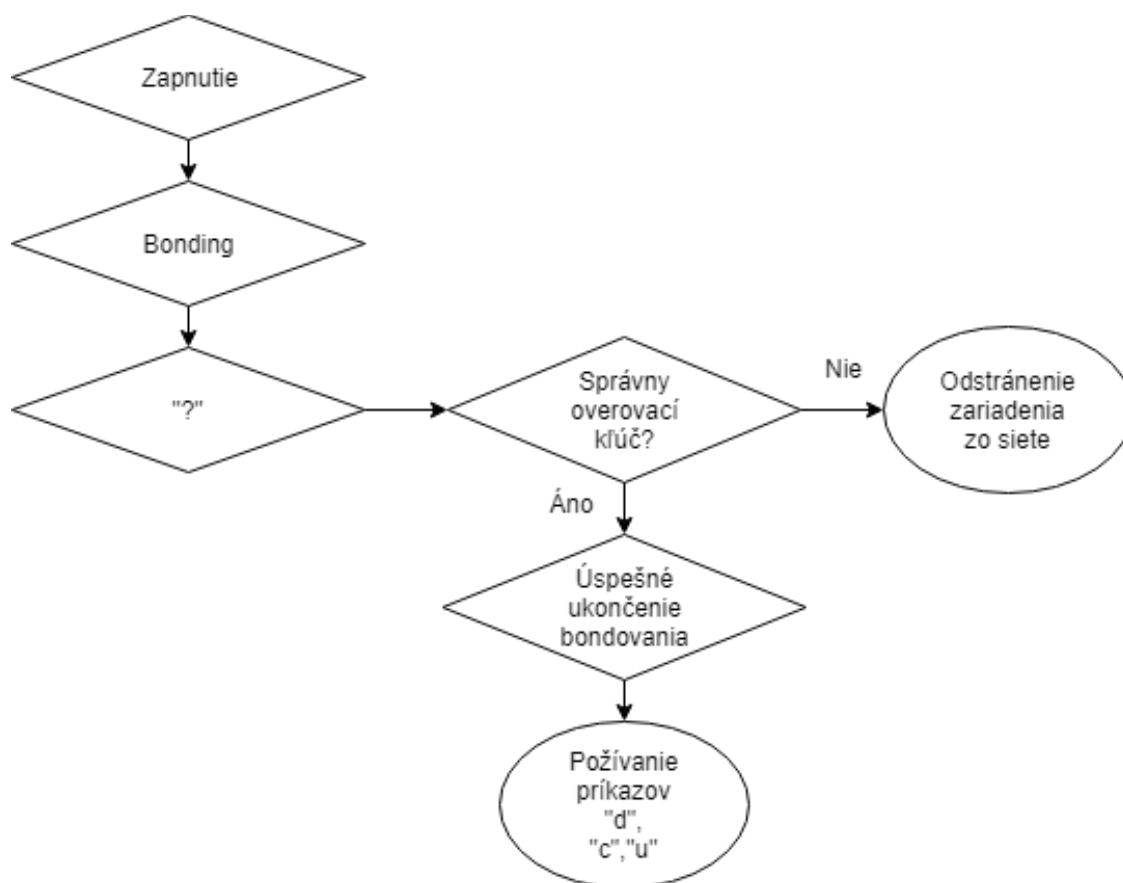 Zapnutie
Bonding
"?"
Správny
overovací
kľúč?
Nie
Odstránenie
zariadenia
zo siete
Áno
Úspešné
ukončenie
bondovania
Požívanie
príkazov
"d",
"c","u"